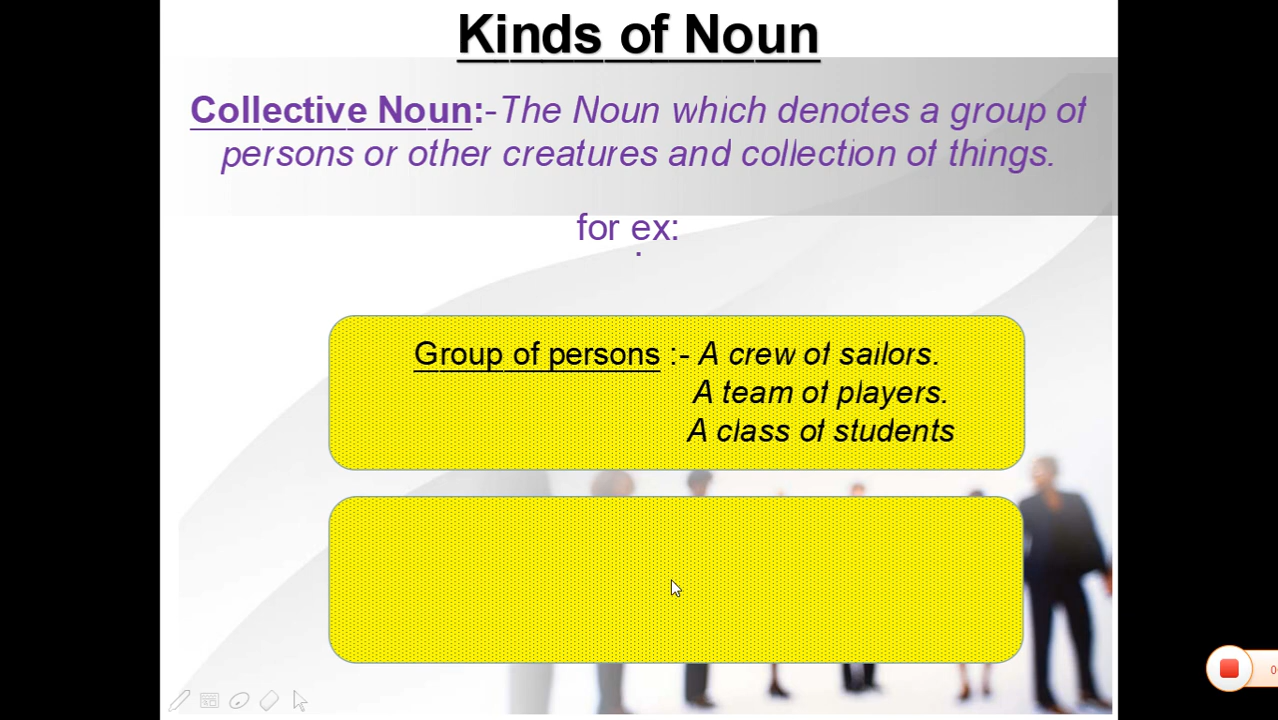 Kinds of Noun
Collective Noun:-The Noun which denotes a group of
persons or other creatures and collection of things.
for ex:
.
Group of persons :- A crew of sailors.
A team of players.
A class of students